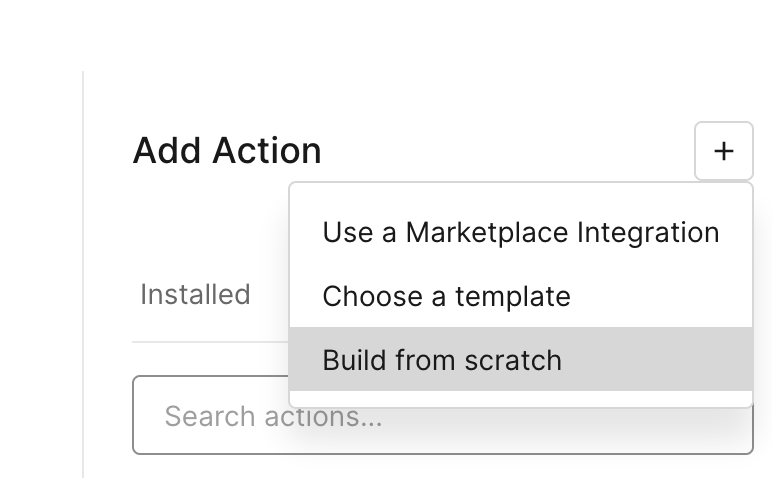 Add Action
+
Use a Marketplace Integration
Choose a template
Installed
Build from scratch
Search actions...